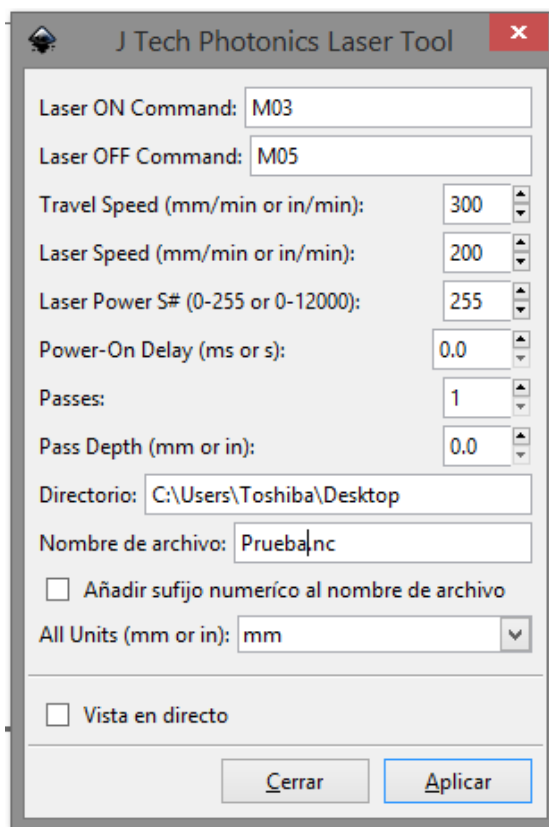 J Tech Photonics Laser Tool
Laser ON Command: M03
Laser OFF Command: M05
Travel Speed (mm/min or in/min): 300
Laser Speed (mm/min or in/min): 200
Laser Power S# (0-255 or 0-12000): 255
Power-On Delay (ms or s): 0.0
Passes: 1
Pass Depth (mm or in): 0.0
Directorio: C:\Users\Toshiba\Desktop
Nombre de archivo: Prueba.nc
Añadir sufijo numeríco al nombre de archivo
All Units (mm or in): mm
Vista en directo
Cerrar Aplicar